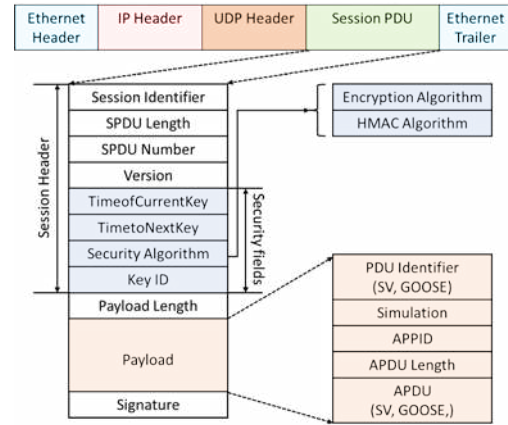 Ethernet
Header
IP Header
UDP Header
Session PDU
Ethernet
Trailer
Session Header
Session Identifier
SPDU Length
SPDU Number
Version
TimeofCurrentKey
TimetoNextKey
Security Algorithm
Key ID
Security fields
Payload Length
Payload
Signature
Encryption Algorithm
HMAC Algorithm
PDU Identifier
(SV, GOOSE)
Simulation
APPID
APDU Length
APDU
(SV, GOOSE,)